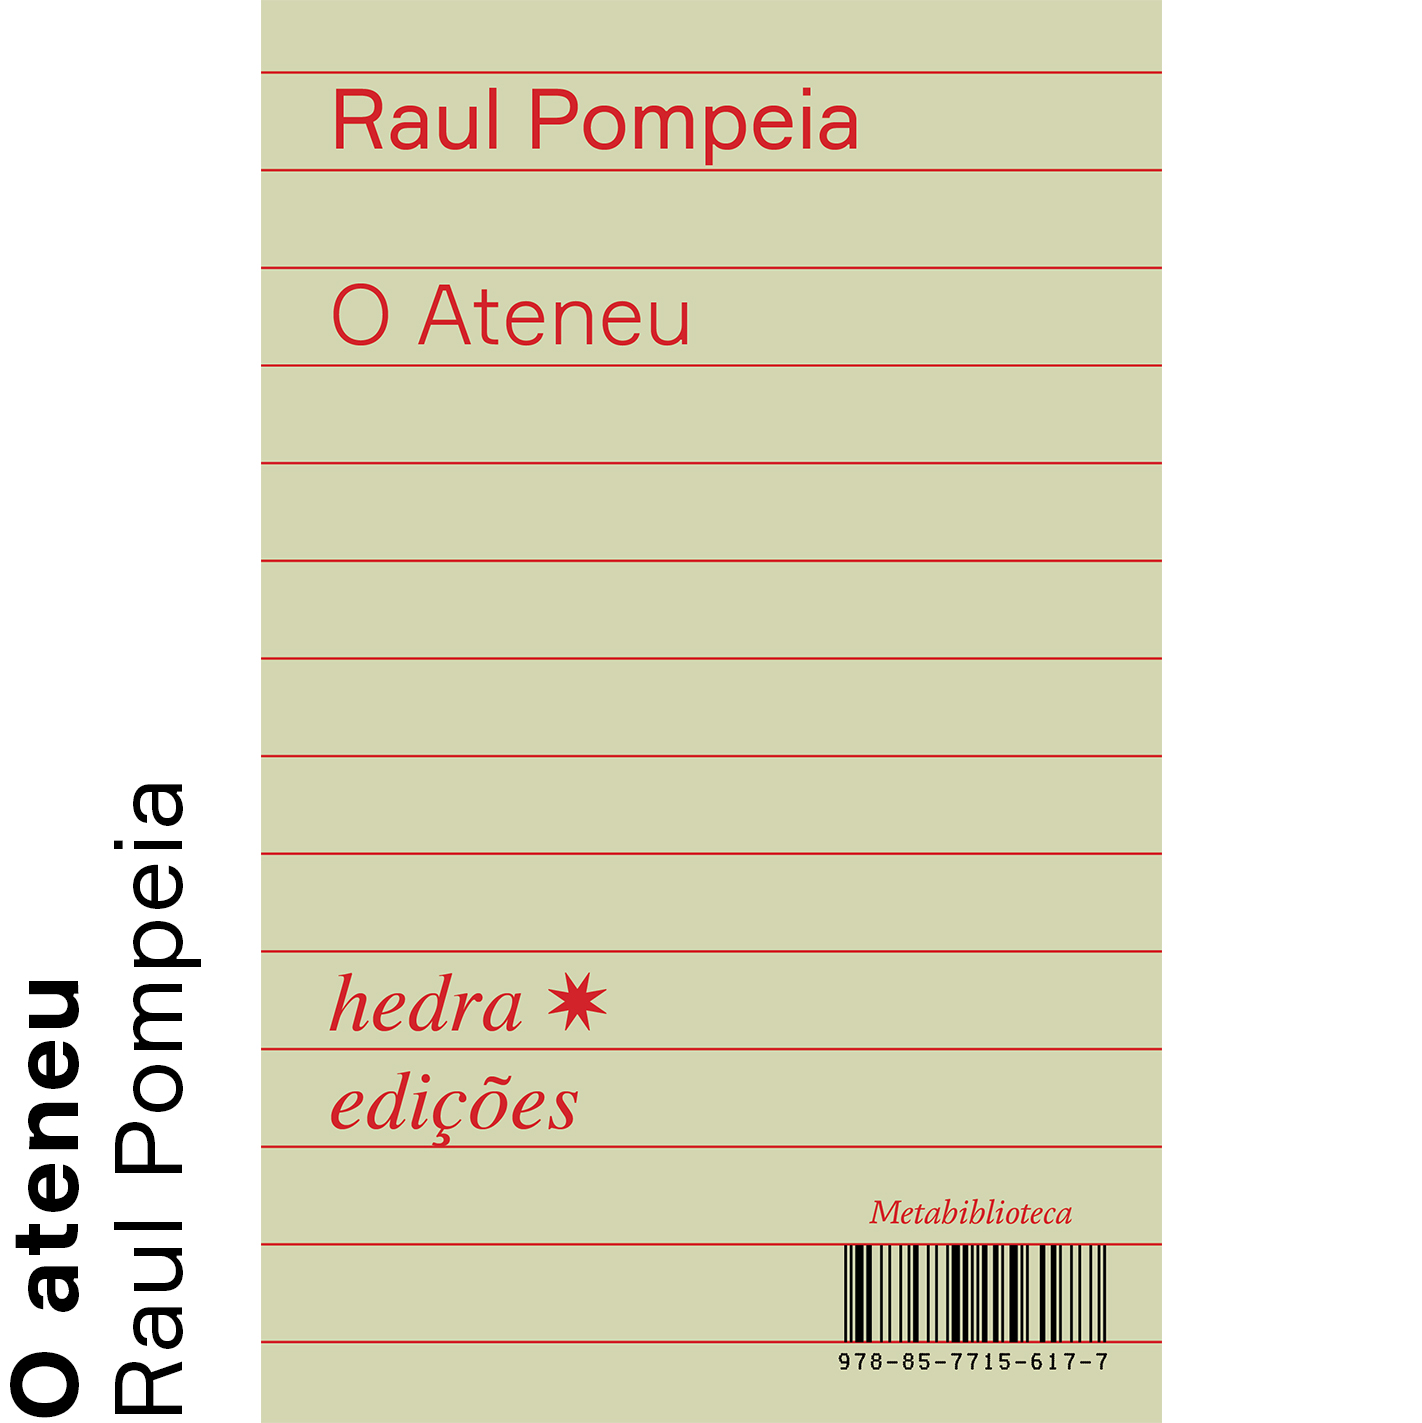 O ateneu
Raul Pompeia
Raul Pompeia
O Ateneu
hedra
edições
Metabiblioteca
978-85-7715-617-7